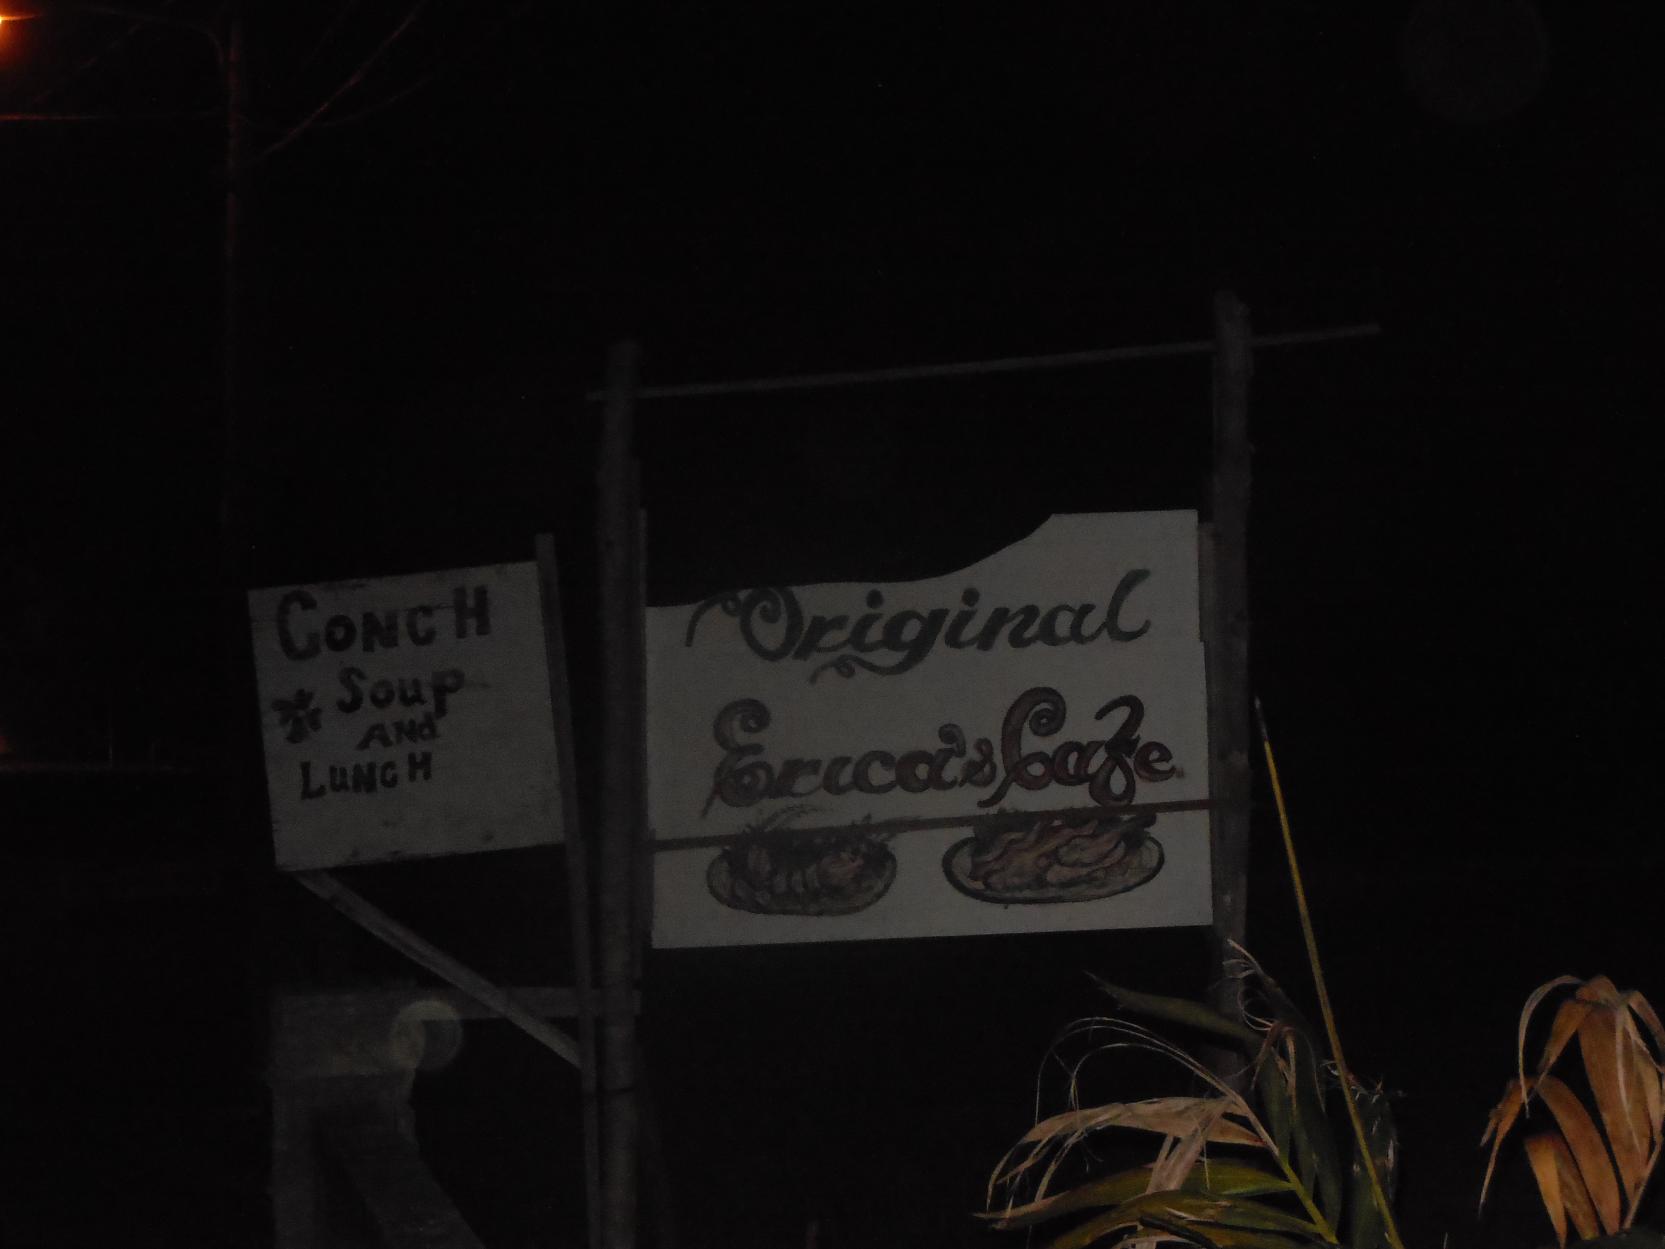 CONCH
Soup
AND
LUNCH
Original
Erica's Cafe